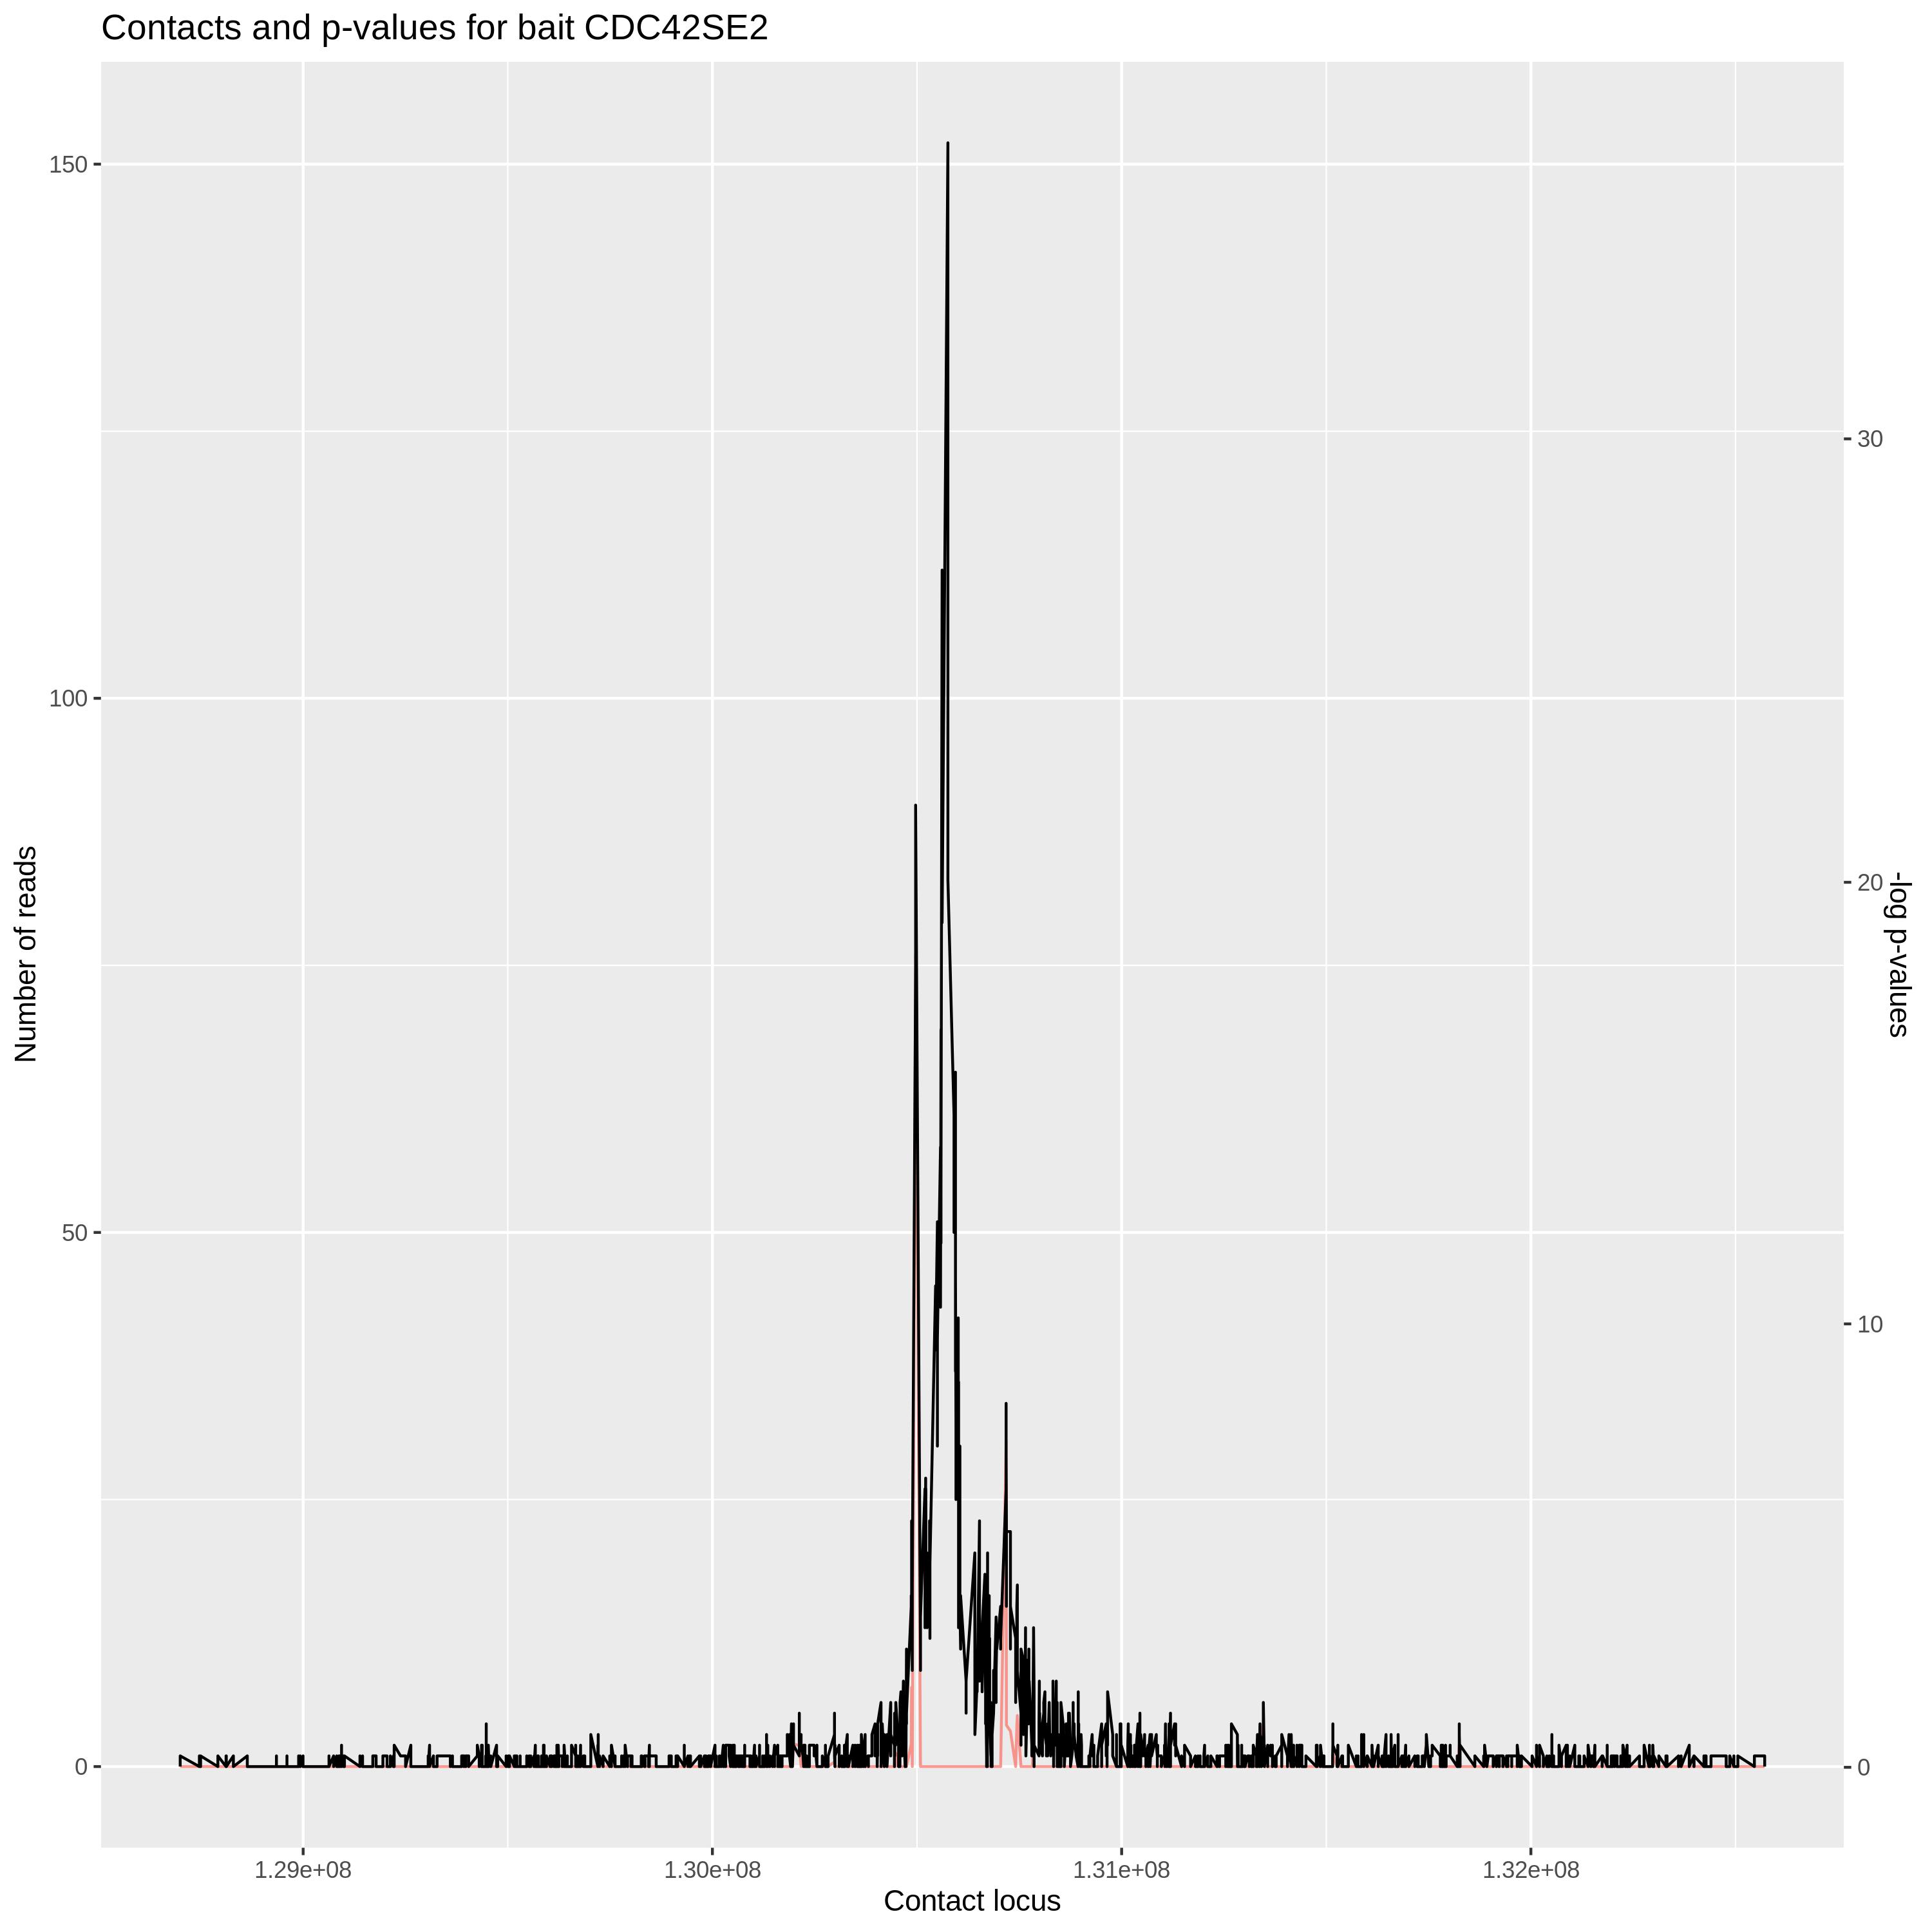 Contacts and p-values for bait CDC42SE2
150
100
50
0
Number of reads
30
20
10
0
-log p-values
1.29e+08 1.30e+08 1.31e+08 1.32e+08
Contact locus